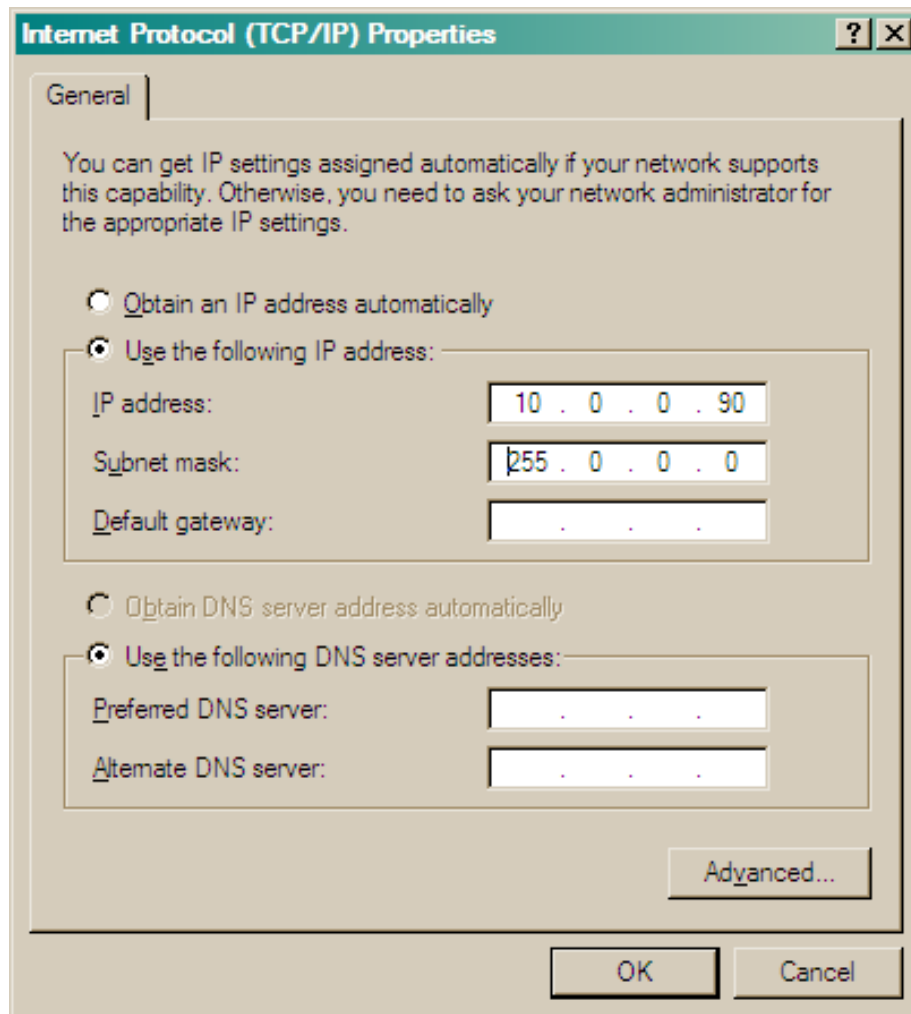 Internet Protocol (TCP/IP) Properties
? X
General
You can get IP settings assigned automatically if your network supports
this capability. Otherwise, you need to ask your network administrator for
the appropriate IP settings.
Obtain an IP address automatically
Use the following IP address:
IP address: 10 . 0 . 0 . 90
Subnet mask: 255 . 0 . 0 . 0
Default gateway: . . .
Obtain DNS server address automatically
Use the following DNS server addresses:
Preferred DNS server: . . .
Alternate DNS server: . . .
Advanced...
OK Cancel